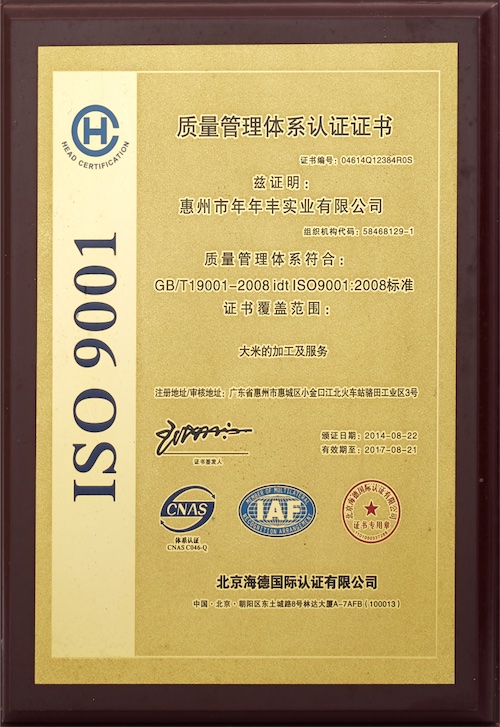 HEAD CERTIFICATION
ISO 9001
质量管理体系认证证书
证书编号：04614Q12384R0S
兹证明：
惠州市年年丰实业有限公司
组织机构代码：58468129-1
质量管理体系符合：
GB/T19001-2008 idt ISO9001:2008标准
证书覆盖范围：
大米的加工及服务
注册地址/审核地址：广东省惠州市惠城区小金口江北火车站骆田工业区3号
颁证日期：2014-08-22
有效期至：2017-08-21
证书签发人
CNAS
体系认证
CNAS C046-Q
MEMBER OF MULTILATERAL
IAF
RECOGNITION ARRANGEMENT
北京海德国际认证有限公司
证书专用章
北京海德国际认证有限公司
中国·北京·朝阳区东土城路8号林达大厦A-7AFB（100013）